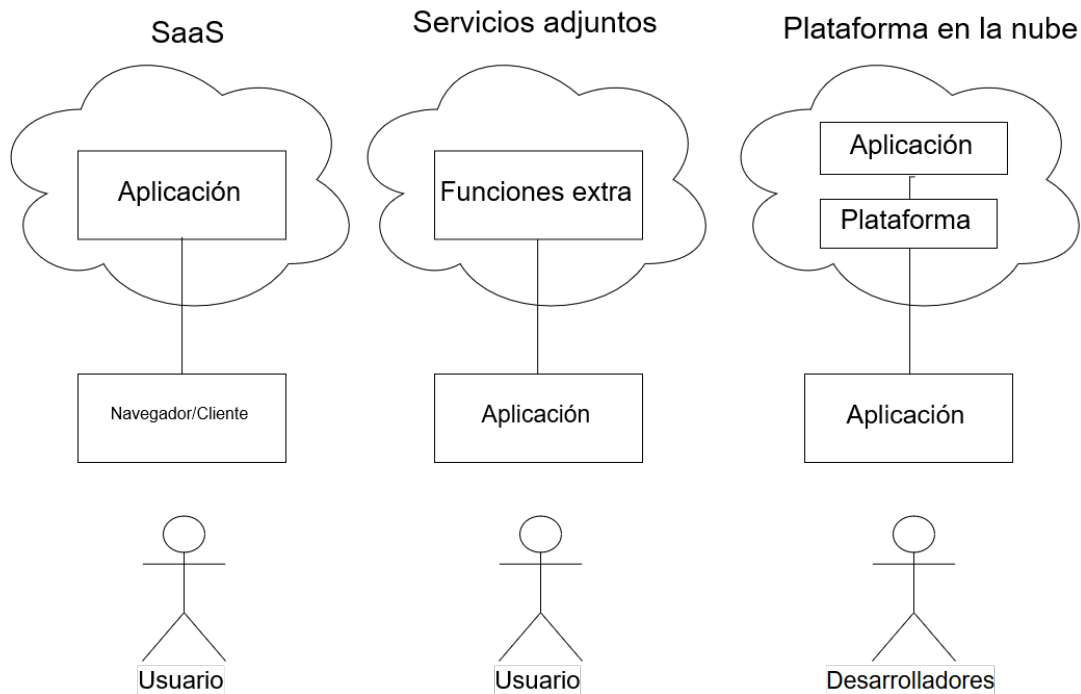 SaaS
Servicios adjuntos
Plataforma en la nube
Aplicación
Funciones extra
Aplicación
Plataforma
Navegador/Cliente
Aplicación
Aplicación
Usuario
Usuario
Desarrolladores